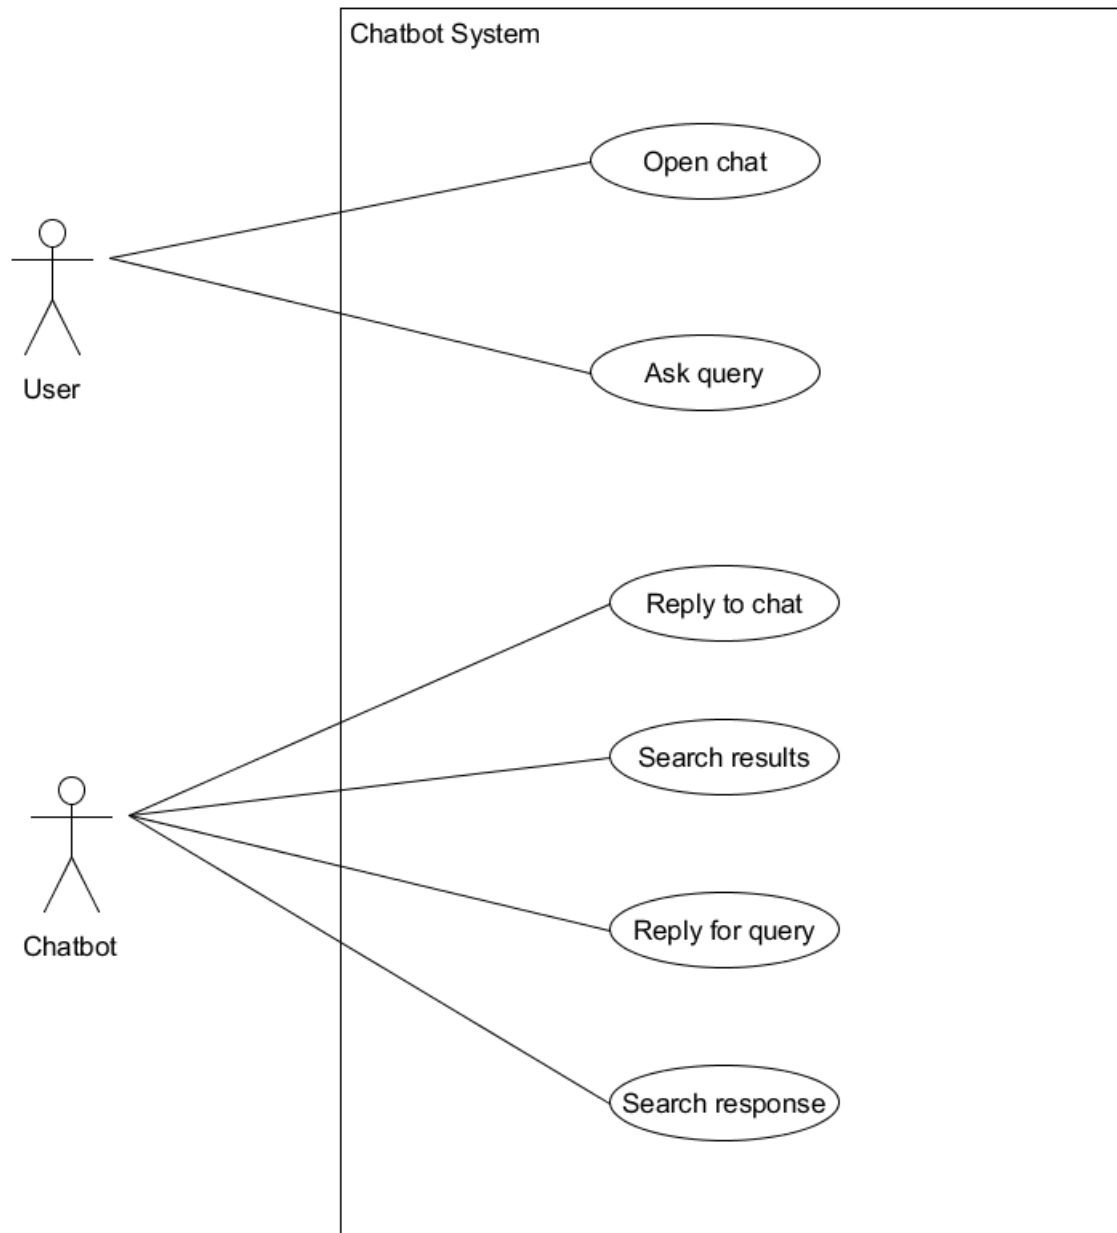 Chatbot System
Open chat
User
Ask query
Reply to chat
Search results
Chatbot
Reply for query
Search response